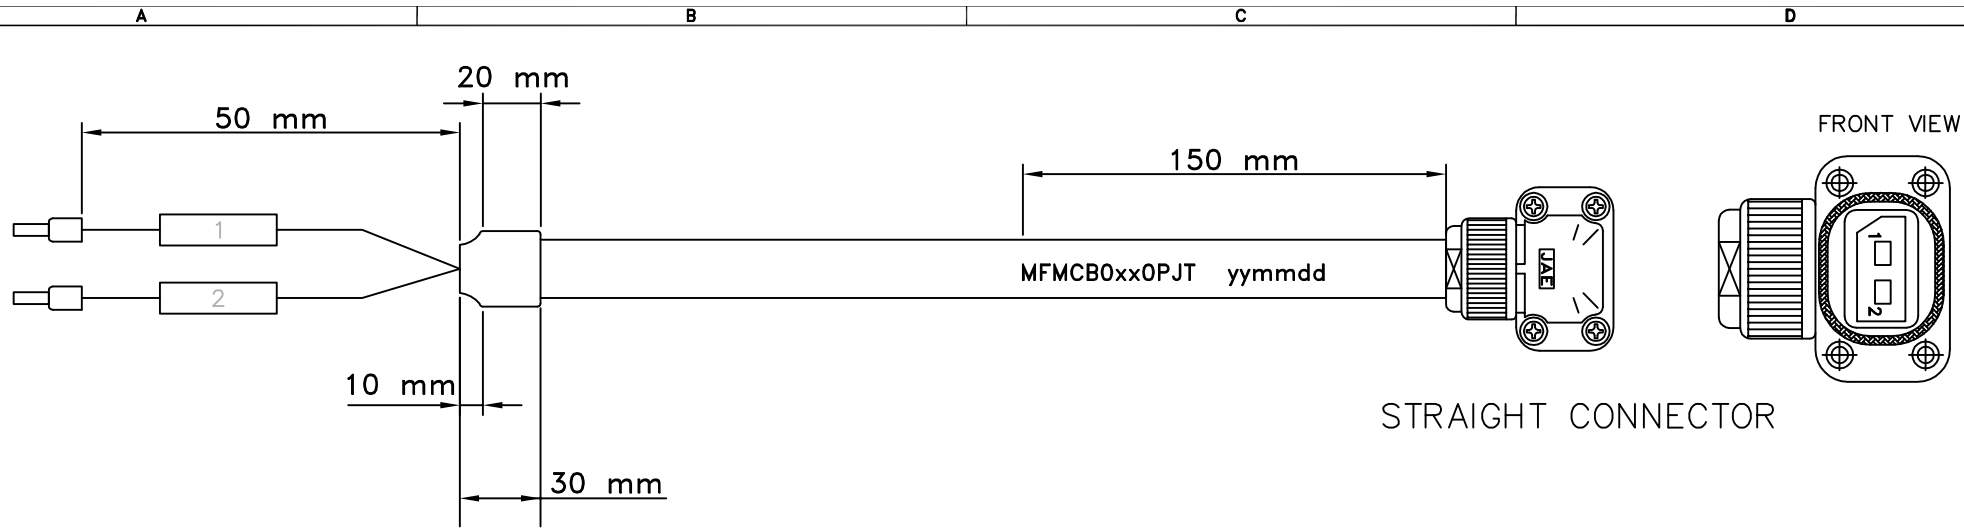 A B C D
20 mm
50 mm
FRONT VIEW
150 mm
1
1
MFMCB0xx0PJT yymmdd
JAE
2
2
10 mm
STRAIGHT CONNECTOR
30 mm